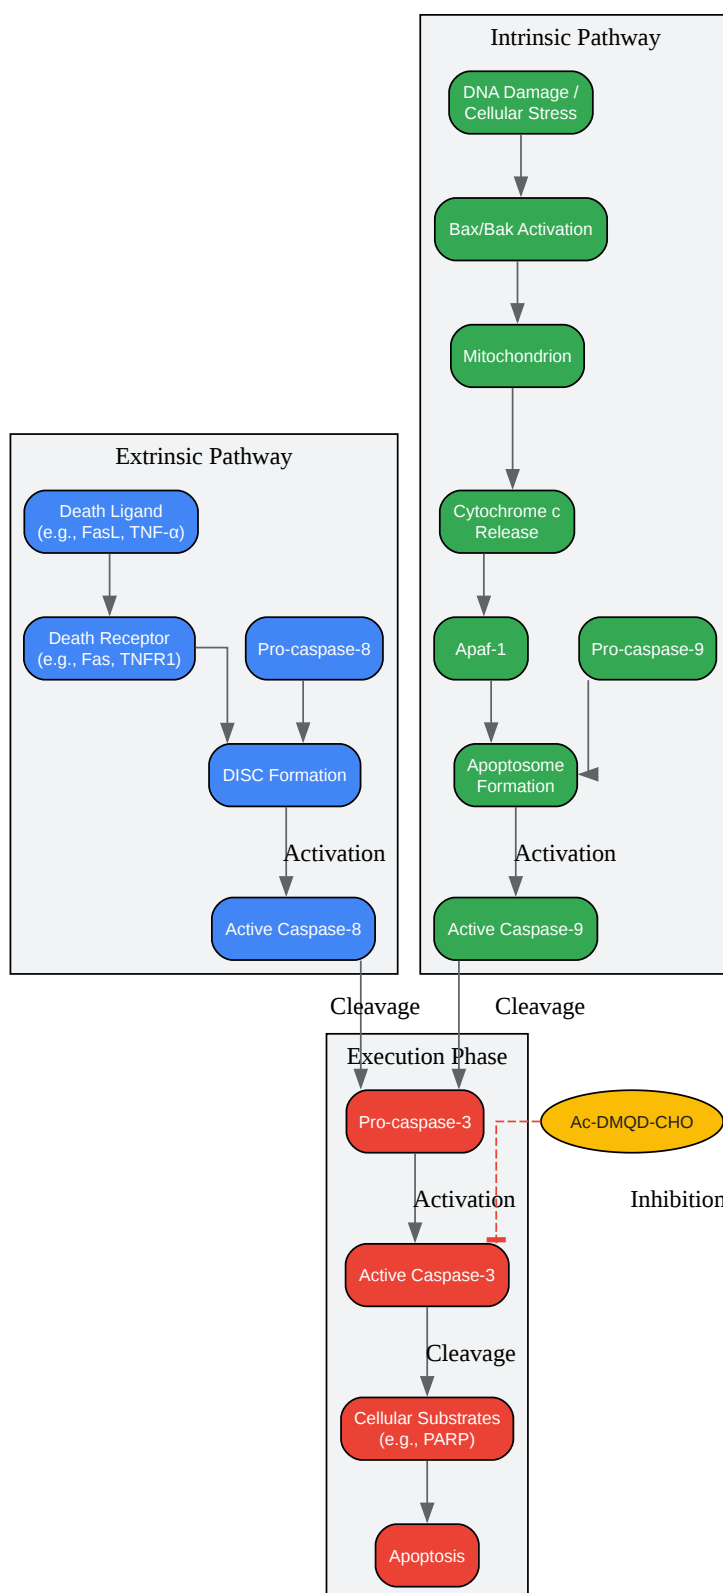 Intrinsic Pathway
DNA Damage /
Cellular Stress
Bax/Bak Activation
Mitochondrion
Cytochrome c
Release
Apaf-1
Pro-caspase-9
Apoptosome
Formation
Activation
Active Caspase-9
Cleavage
Extrinsic Pathway
Death Ligand
(e.g., FasL, TNF-α)
Death Receptor
(e.g., Fas, TNFR1)
Pro-caspase-8
DISC Formation
Activation
Active Caspase-8
Cleavage
Execution Phase
Pro-caspase-3
Ac-DMQD-CHO
Activation
Inhibition
Active Caspase-3
Cleavage
Cellular Substrates
(e.g., PARP)
Apoptosis